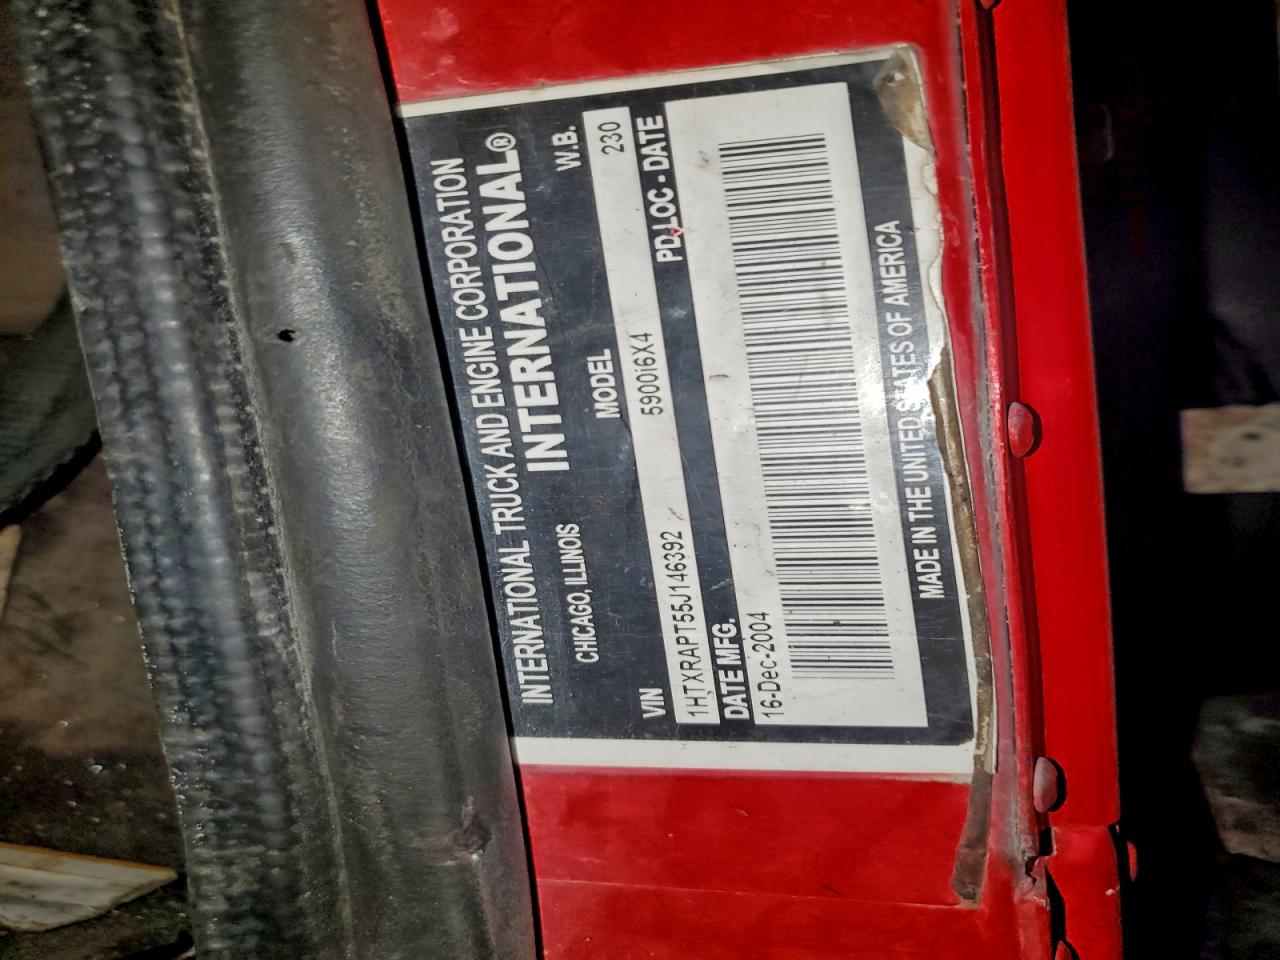 INTERNATIONAL TRUCK AND ENGINE CORPORATION
CHICAGO, ILLINOIS INTERNATIONAL®
VIN MODEL W.B.
1HTXRAPT55J146392 5900i6X4 230
DATE MFG. PD LOC - DATE
16-Dec-2004
MADE IN THE UNITED STATES OF AMERICA